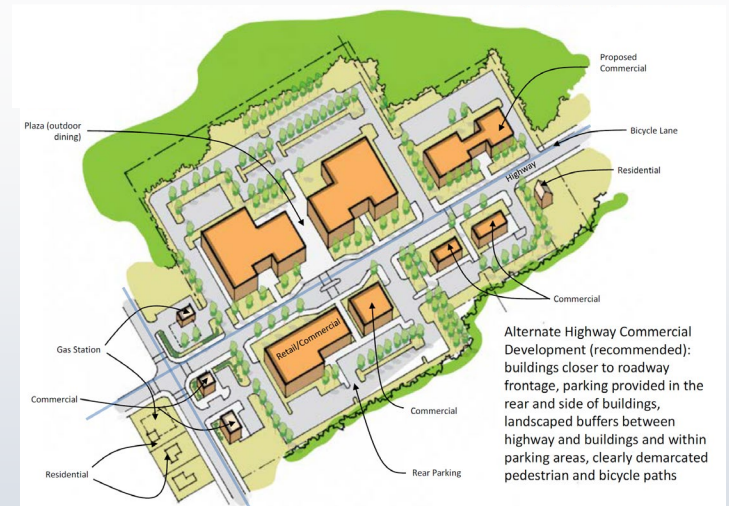 Proposed
Commercial
Plaza (outdoor
dining)
Bicycle Lane
Highway
Residential
Commercial
Gas Station
Retail/Commercial
Commercial
Commercial
Residential
Rear Parking
Alternate Highway Commercial
Development (recommended):
buildings closer to roadway
frontage, parking provided in the
rear and side of buildings,
landscaped buffers between
highway and buildings and within
parking areas, clearly demarcated
pedestrian and bicycle paths